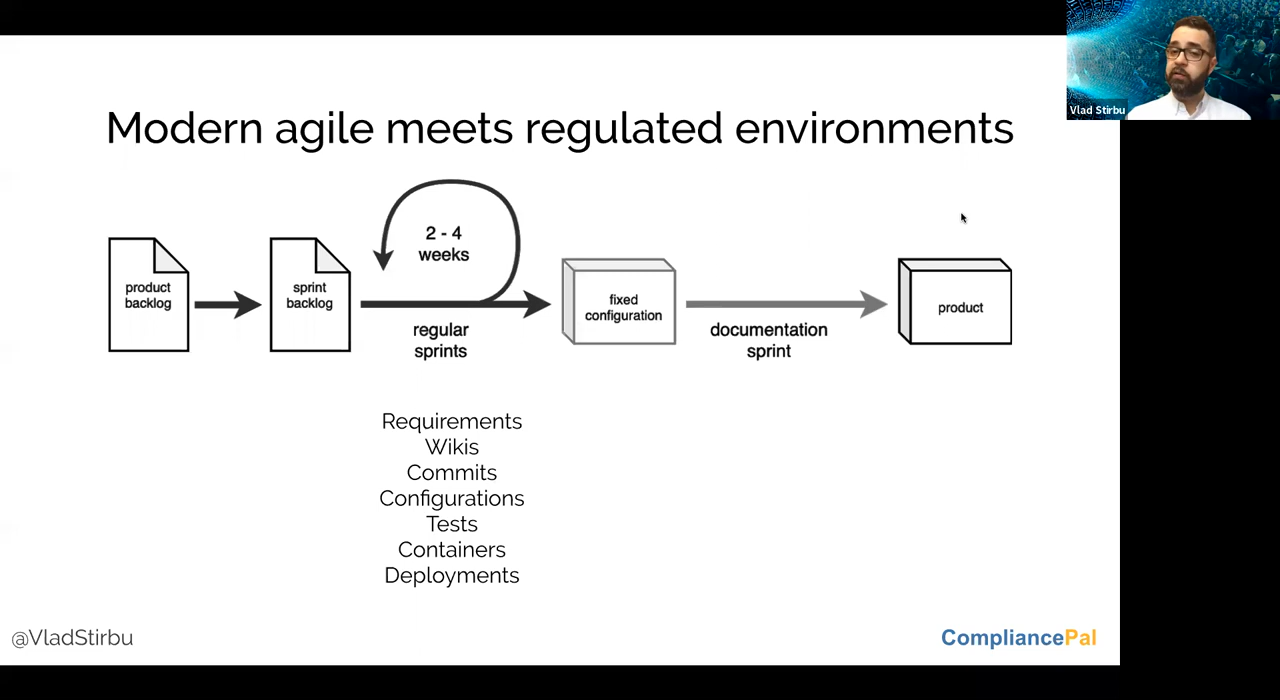 Vlad Stirbu
Modern agile meets regulated environments
2 - 4
weeks
product
backlog
sprint
backlog
regular
sprints
fixed
configuration
documentation
sprint
product
Requirements
Wikis
Commits
Configurations
Tests
Containers
Deployments
@VladStirbu
CompliancePal